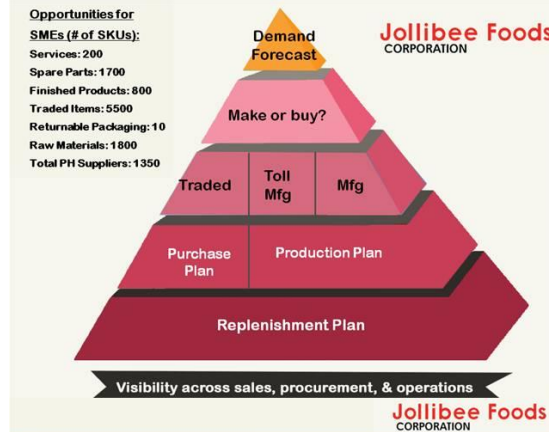 Opportunities for
SMEs (# of SKUs):
Services: 200
Spare Parts: 1700
Finished Products: 800
Traded Items: 5500
Returnable Packaging: 10
Raw Materials: 1800
Total PH Suppliers: 1350
Jollibee Foods
CORPORATION
Demand
Forecast
Make or buy?
Traded
Toll
Mfg
Mfg
Purchase
Plan
Production Plan
Replenishment Plan
Visibility across sales, procurement, & operations
Jollibee Foods
CORPORATION